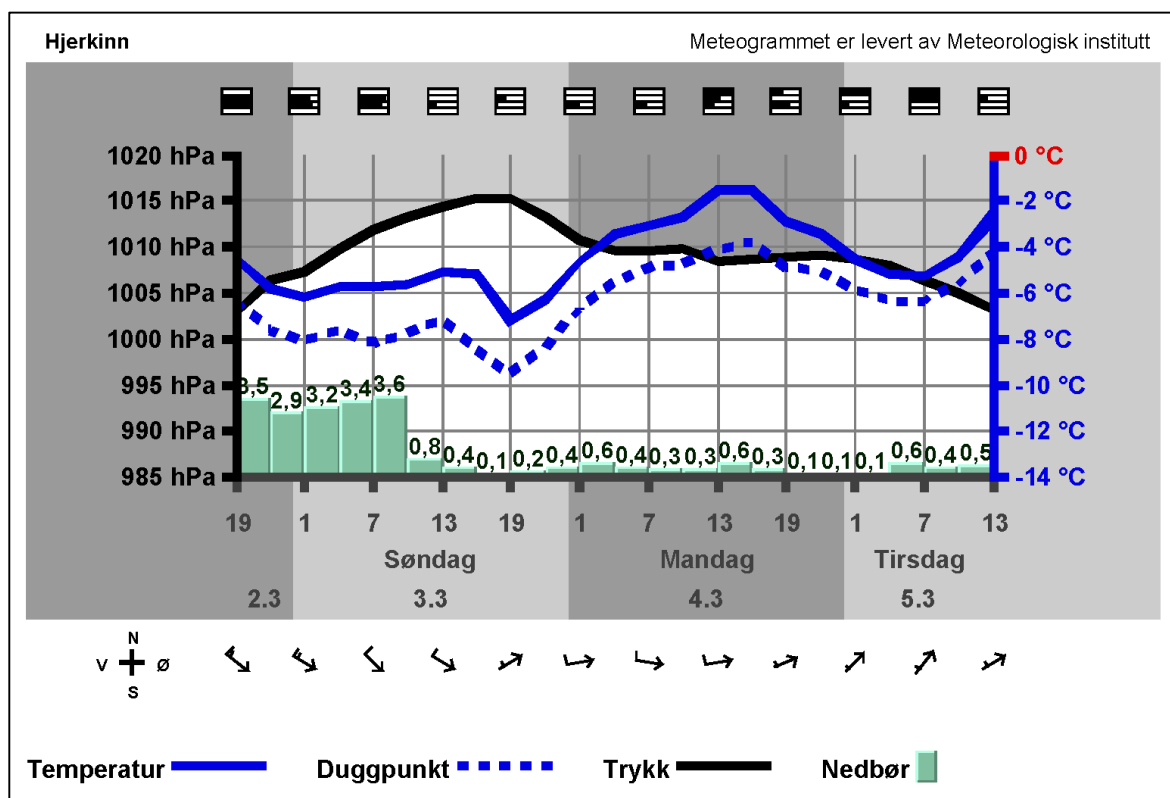 Hjerkinn Meteogrammet er levert av Meteorologisk institutt
1020 hPa 0 °C
1015 hPa -2 °C
1010 hPa -4 °C
1005 hPa -6 °C
1000 hPa -8 °C
995 hPa -10 °C
990 hPa -12 °C
985 hPa -14 °C
3,5 2,9 3,2 3,4 3,6 0,8 0,4 0,1 0,2 0,4 0,6 0,4 0,3 0,3 0,6 0,3 0,1 0,1 0,1 0,6 0,4 0,5
19 1 7 13 19 1 7 13 19 1 7 13
Søndag Mandag Tirsdag
2.3 3.3 4.3 5.3
N
V Ø
S
Temperatur Duggpunkt Trykk Nedbør